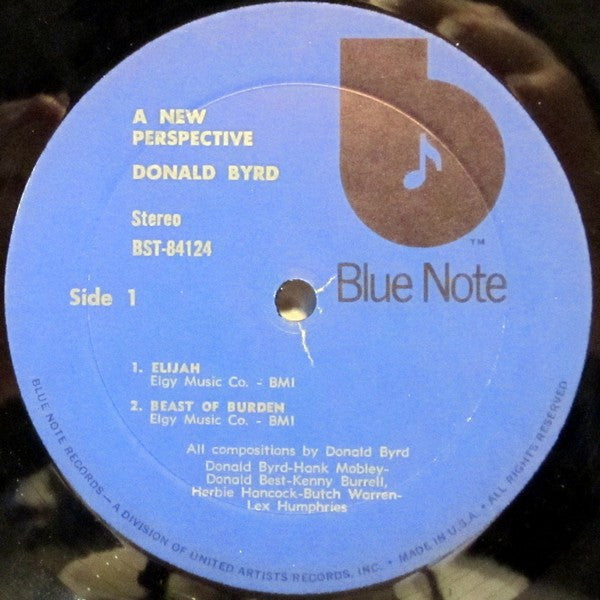 A NEW
PERSPECTIVE
DONALD BYRD
Stereo
BST-84124
Side 1
TM
Blue Note
1. ELIJAH
Elgy Music Co. - BMI
2. BEAST OF BURDEN
Elgy Music Co. - BMI
All compositions by Donald Byrd
Donald Byrd-Hank Mobley-
Donald Best-Kenny Burrell,
Herbie Hancock-Butch Warren-
Lex Humphries
BLUE NOTE RECORDS — A DIVISION OF UNITED ARTISTS RECORDS, INC. • MADE IN U.S.A. • ALL RIGHTS RESERVED